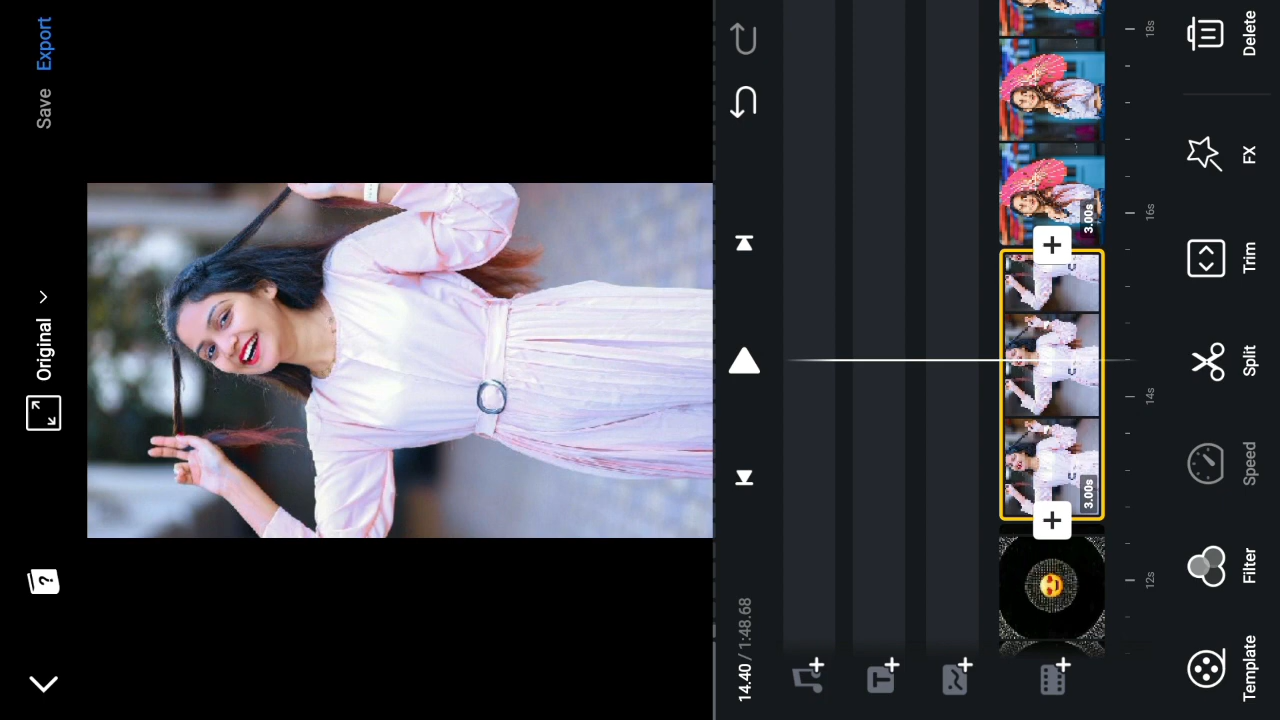 Original
Save
Export
14.40 / 1:48.68
3.00s
3.00s
12s
14s
16s
18s
Template
Filter
Speed
Split
Trim
FX
Delete